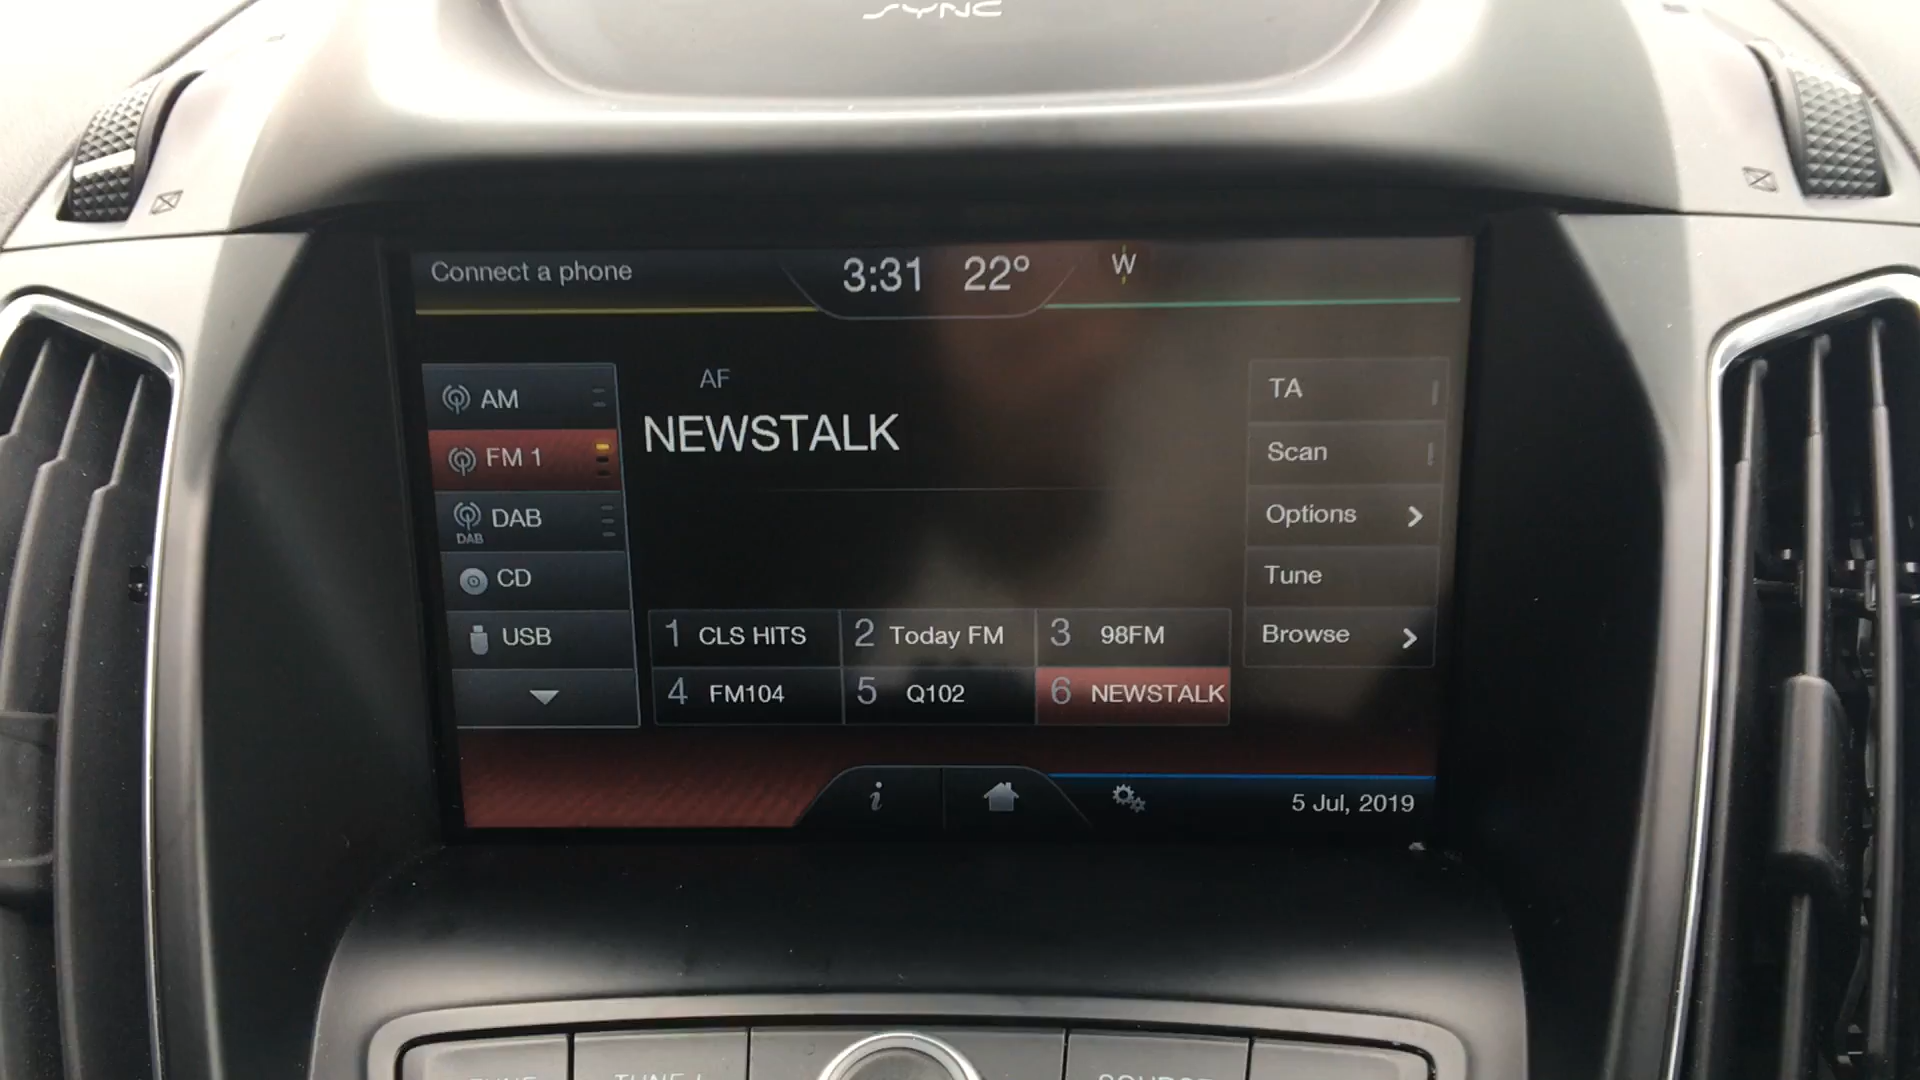 SYNC
Connect a phone 3:31 22° W
AF
NEWSTALK
AM
FM 1
DAB
DAB
CD
USB
TA
Scan
Options
Tune
Browse
1 CLS HITS 2 Today FM 3 98FM
4 FM104 5 Q102 6 NEWSTALK
i
5 Jul, 2019